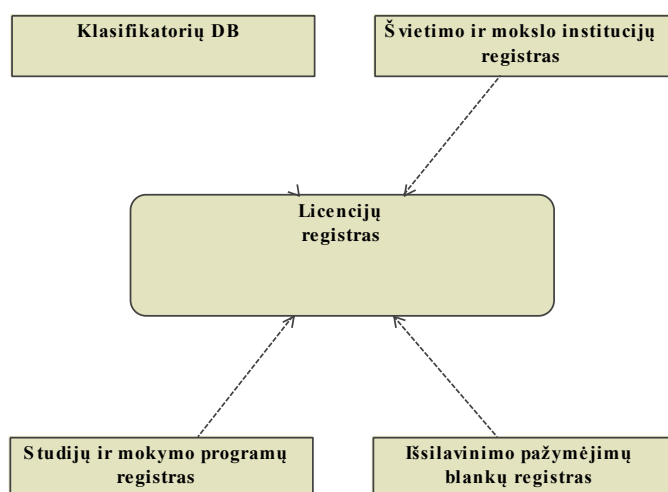 Klasifikatorių DB
Švietimo ir mokslo institucijų
registras
Licencijų
registras
Studijų ir mokymo programų
registras
Išsilavinimo pažymėjimų
blankų registras